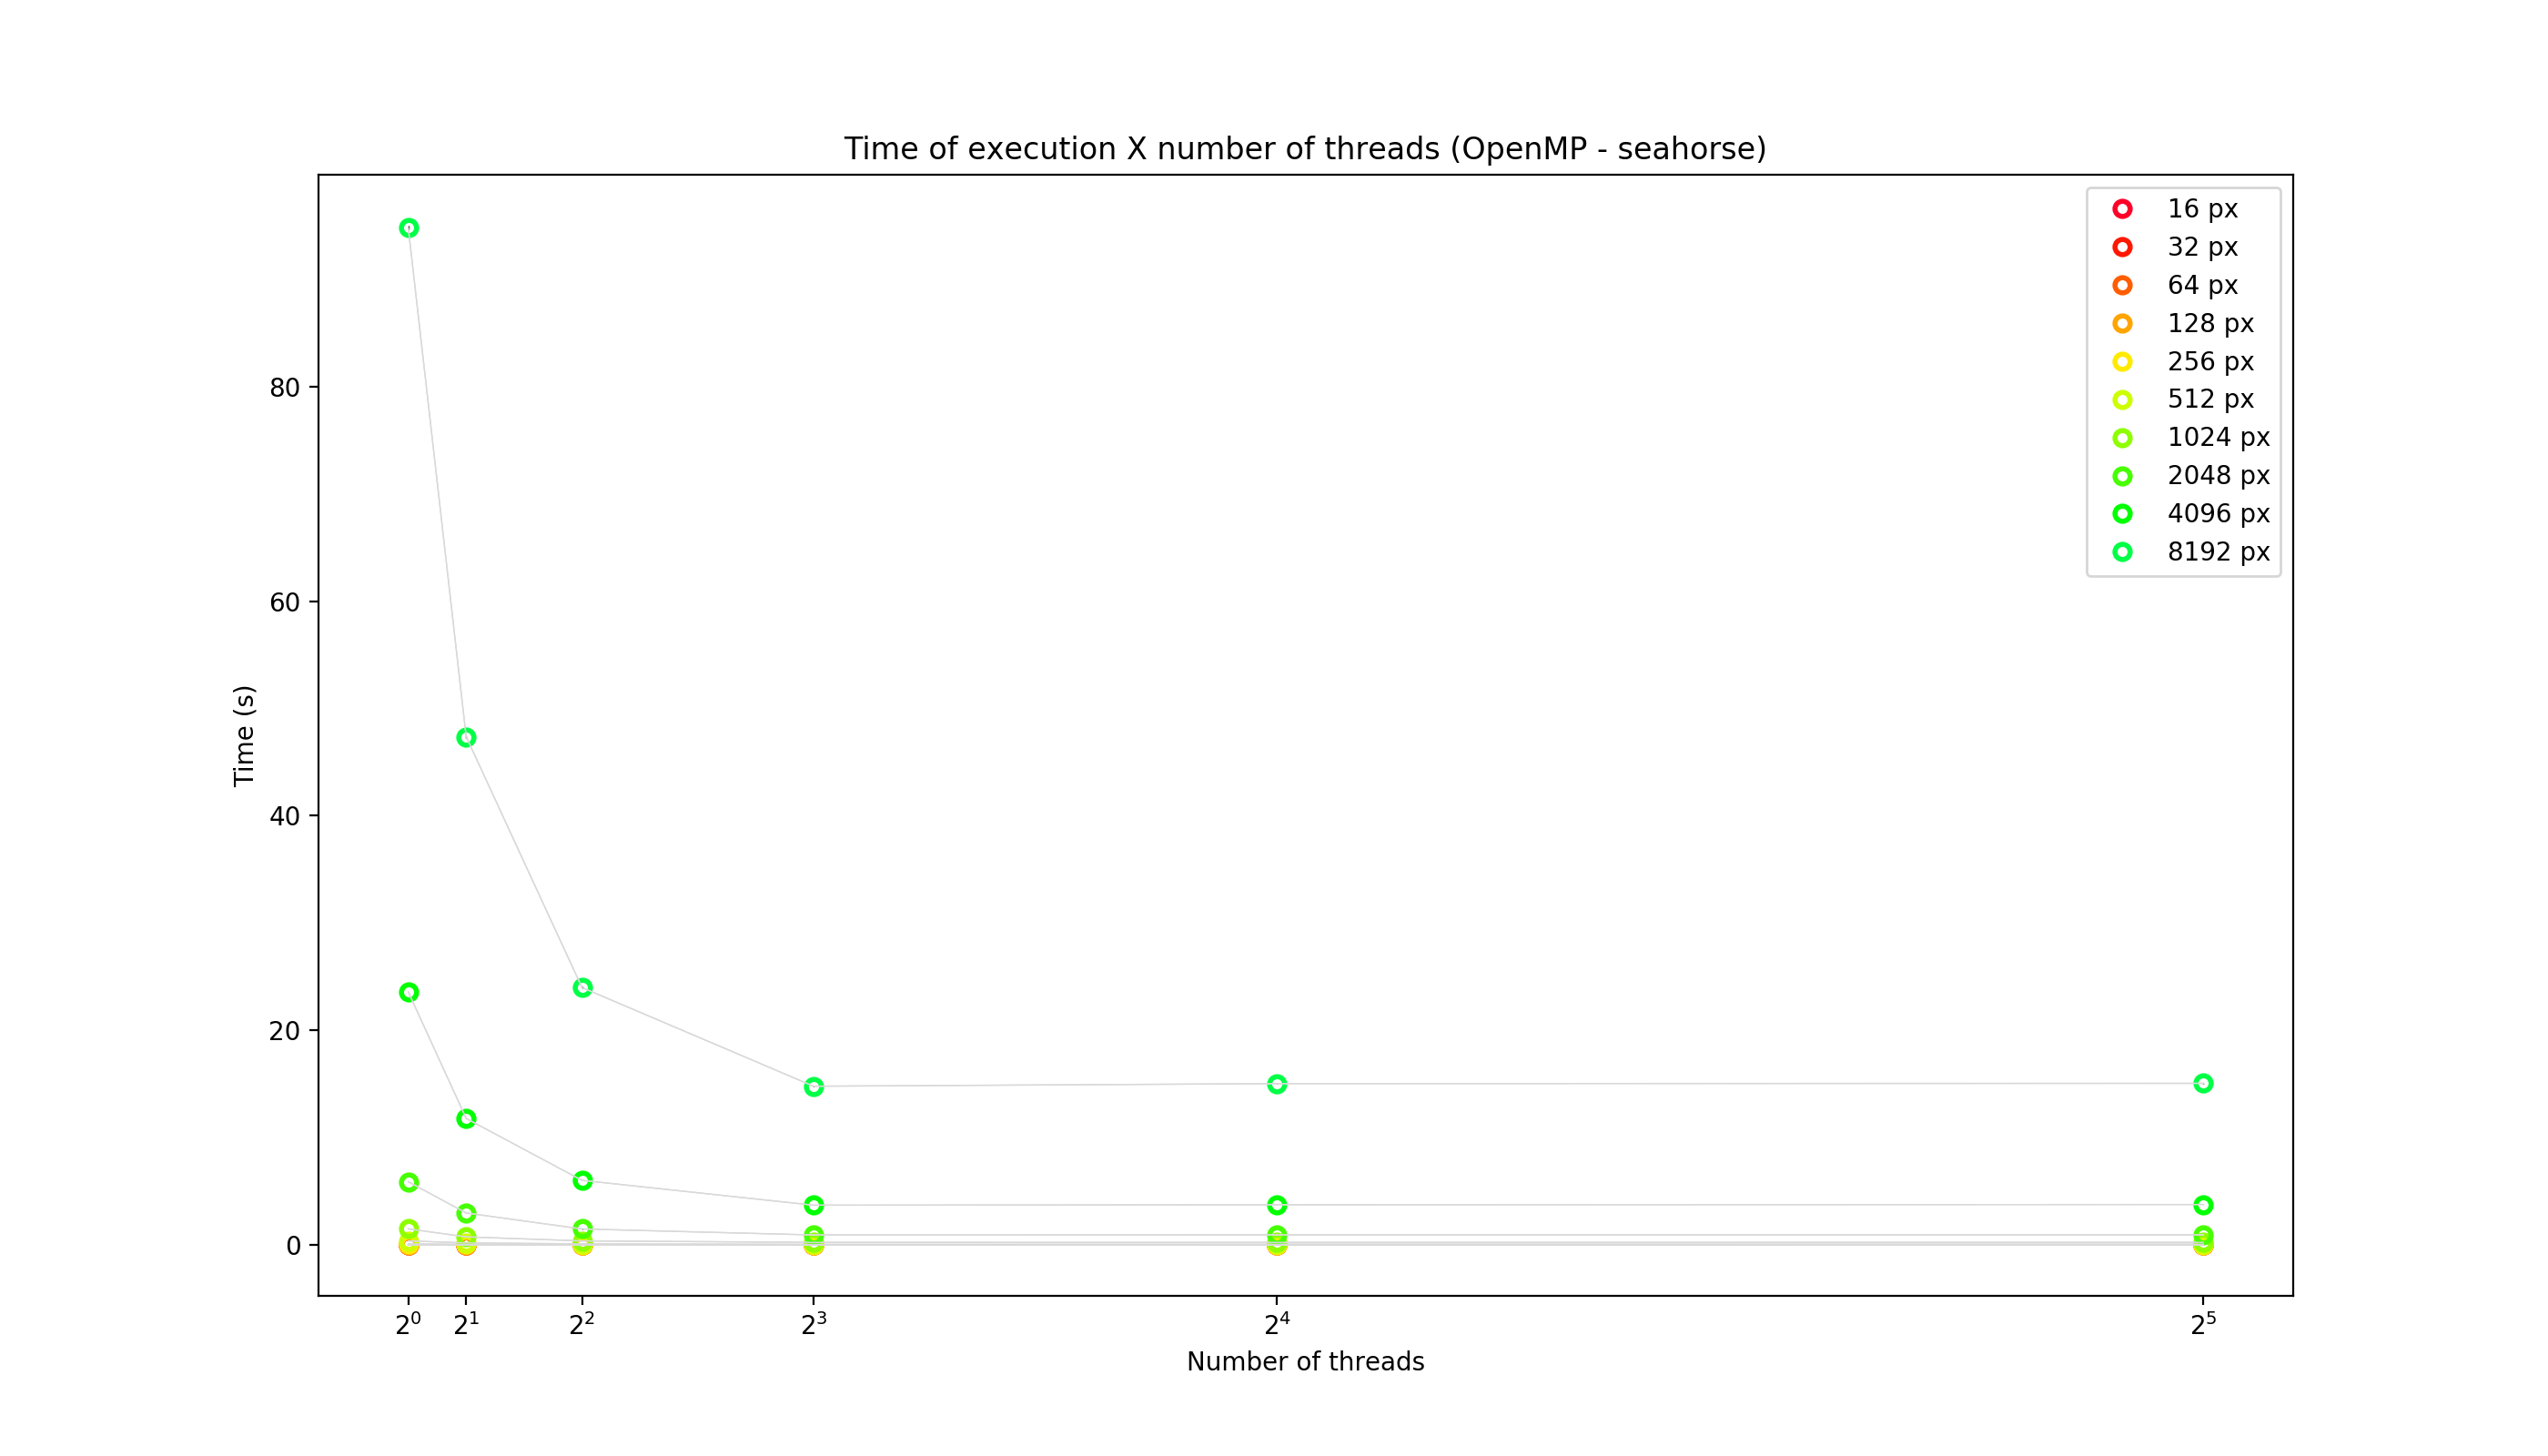 Time of execution X number of threads (OpenMP - seahorse)
16 px
32 px
64 px
128 px
256 px
512 px
1024 px
2048 px
4096 px
8192 px
80
60
40
20
0
Time (s)
2⁰ 2¹ 2² 2³ 2⁴ 2⁵
Number of threads